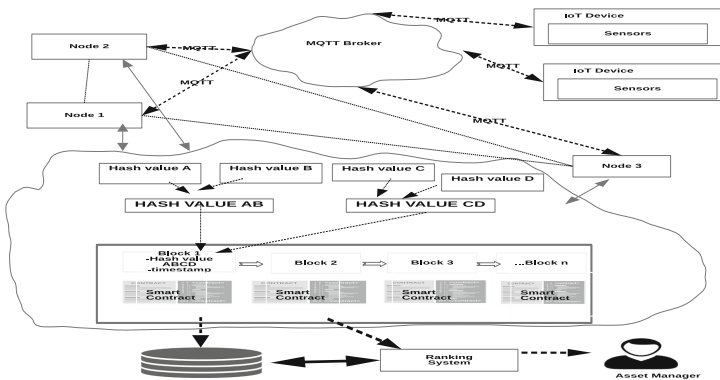 IoT Device
Sensors
Node 2
MQTT
MQTT Broker
MQTT
MQTT
IoT Device
Sensors
MQTT
Node 1
MQTT
Node 3
Hash value A
Hash value B
Hash value C
Hash value D
HASH VALUE AB
HASH VALUE CD
Block 1
-Hash value
ABCD
-timestamp
Block 2
Block 3
...Block n
Smart
Contract
Smart
Contract
Smart
Contract
Smart
Contract
Ranking
System
Asset Manager